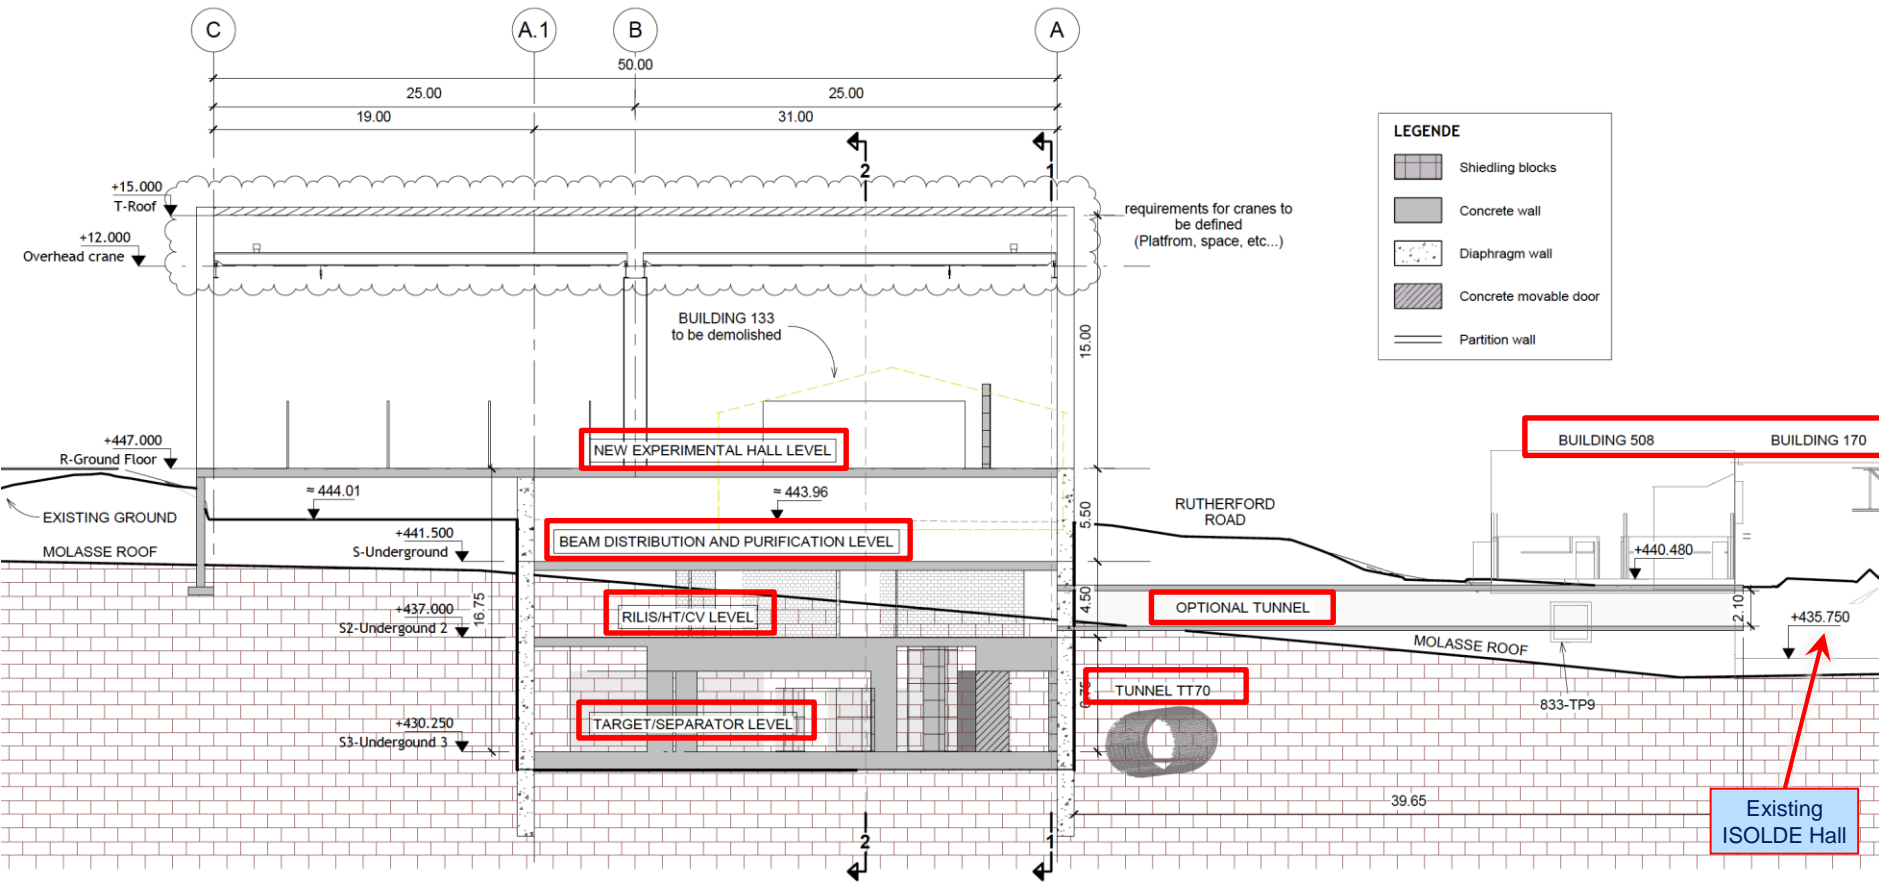 C
A.1
B
A
50.00
25.00
25.00
19.00
31.00
2
1
+15.000
T-Roof
+12.000
Overhead crane
requirements for cranes to
be defined
(Platfrom, space, etc...)
LEGENDE
Shiedling blocks
Concrete wall
Diaphragm wall
Concrete movable door
Partition wall
BUILDING 133
to be demolished
15.00
+447.000
R-Ground Floor
NEW EXPERIMENTAL HALL LEVEL
BUILDING 508
BUILDING 170
≈ 444.01
≈ 443.96
EXISTING GROUND
RUTHERFORD
ROAD
5.50
+441.500
S-Underground
BEAM DISTRIBUTION AND PURIFICATION LEVEL
MOLASSE ROOF
+440.480
+437.000
S2-Undergound 2
16.75
RILIS/HT/CV LEVEL
4.50
OPTIONAL TUNNEL
2.10
+435.750
MOLASSE ROOF
TUNNEL TT70
6.75
833-TP9
+430.250
S3-Undergound 3
TARGET/SEPARATOR LEVEL
39.65
Existing
ISOLDE Hall
2
1